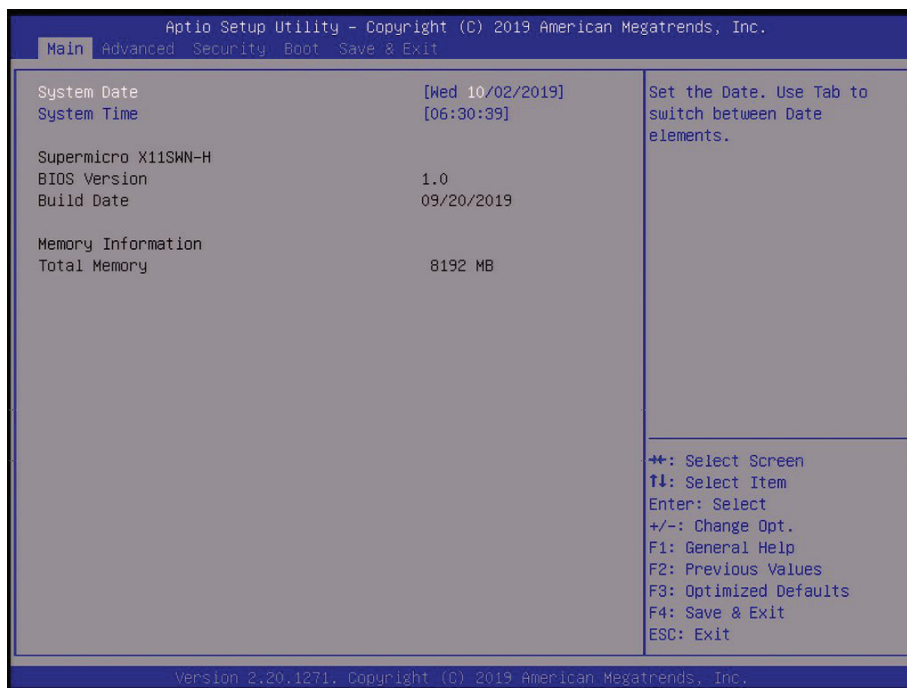 Aptio Setup Utility – Copyright (C) 2019 American Megatrends, Inc.
Main Advanced Security Boot Save & Exit
System Date [Wed 10/02/2019]
System Time [06:30:39]
Supermicro X11SWN-H
BIOS Version 1.0
Build Date 09/20/2019
Memory Information
Total Memory 8192 MB
Set the Date. Use Tab to
switch between Date
elements.
→←: Select Screen
↑↓: Select Item
Enter: Select
+/-: Change Opt.
F1: General Help
F2: Previous Values
F3: Optimized Defaults
F4: Save & Exit
ESC: Exit
Version 2.20.1271. Copyright (C) 2019 American Megatrends, Inc.